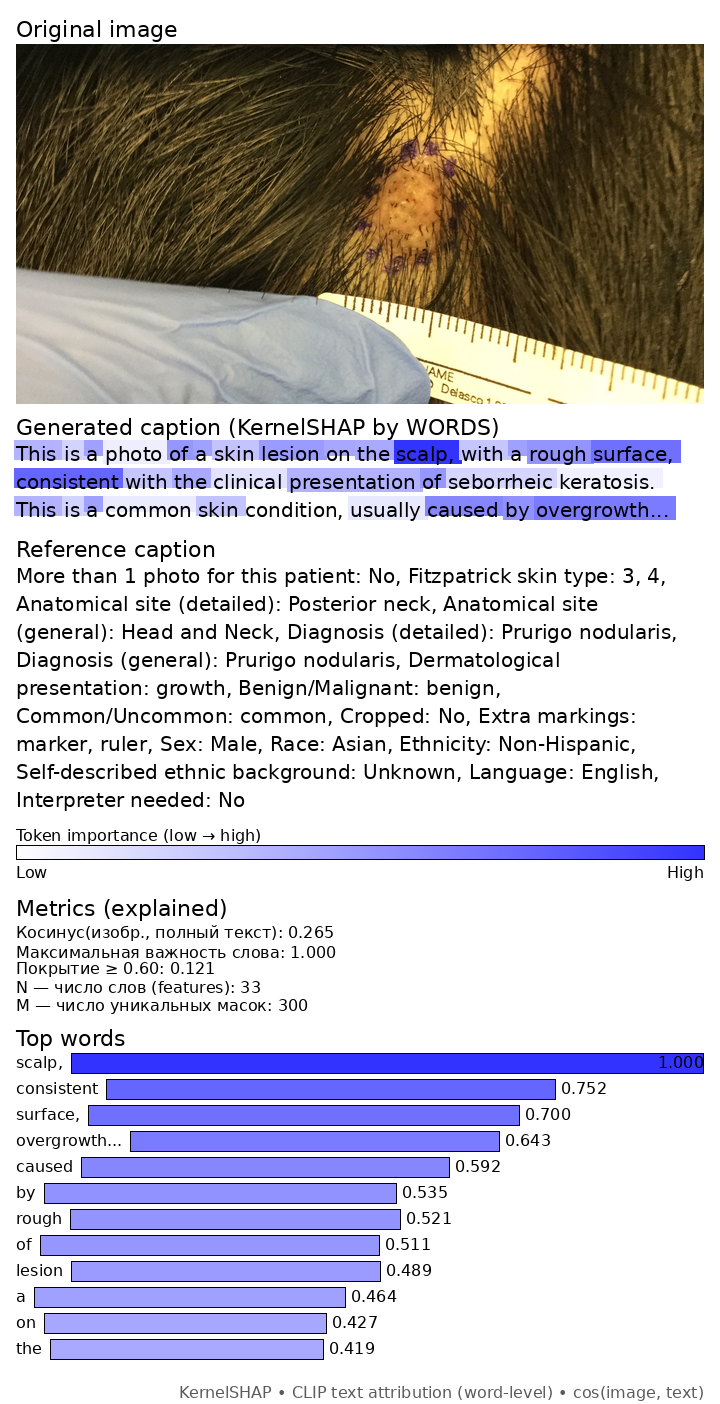 Original image
NAME
Delasco
Generated caption (KernelSHAP by WORDS)
This is a photo of a skin lesion on the scalp, with a rough surface,
consistent with the clinical presentation of seborrheic keratosis.
This is a common skin condition, usually caused by overgrowth...
Reference caption
More than 1 photo for this patient: No, Fitzpatrick skin type: 3, 4,
Anatomical site (detailed): Posterior neck, Anatomical site
(general): Head and Neck, Diagnosis (detailed): Prurigo nodularis,
Diagnosis (general): Prurigo nodularis, Dermatological
presentation: growth, Benign/Malignant: benign,
Common/Uncommon: common, Cropped: No, Extra markings:
marker, ruler, Sex: Male, Race: Asian, Ethnicity: Non-Hispanic,
Self-described ethnic background: Unknown, Language: English,
Interpreter needed: No
Token importance (low → high)
Low High
Metrics (explained)
Косинус(изобр., полный текст): 0.265
Максимальная важность слова: 1.000
Покрытие ≥ 0.60: 0.121
N — число слов (features): 33
M — число уникальных масок: 300
Top words
scalp, 1.000
consistent 0.752
surface, 0.700
overgrowth... 0.643
caused 0.592
by 0.535
rough 0.521
of 0.511
lesion 0.489
a 0.464
on 0.427
the 0.419
KernelSHAP • CLIP text attribution (word-level) • cos(image, text)